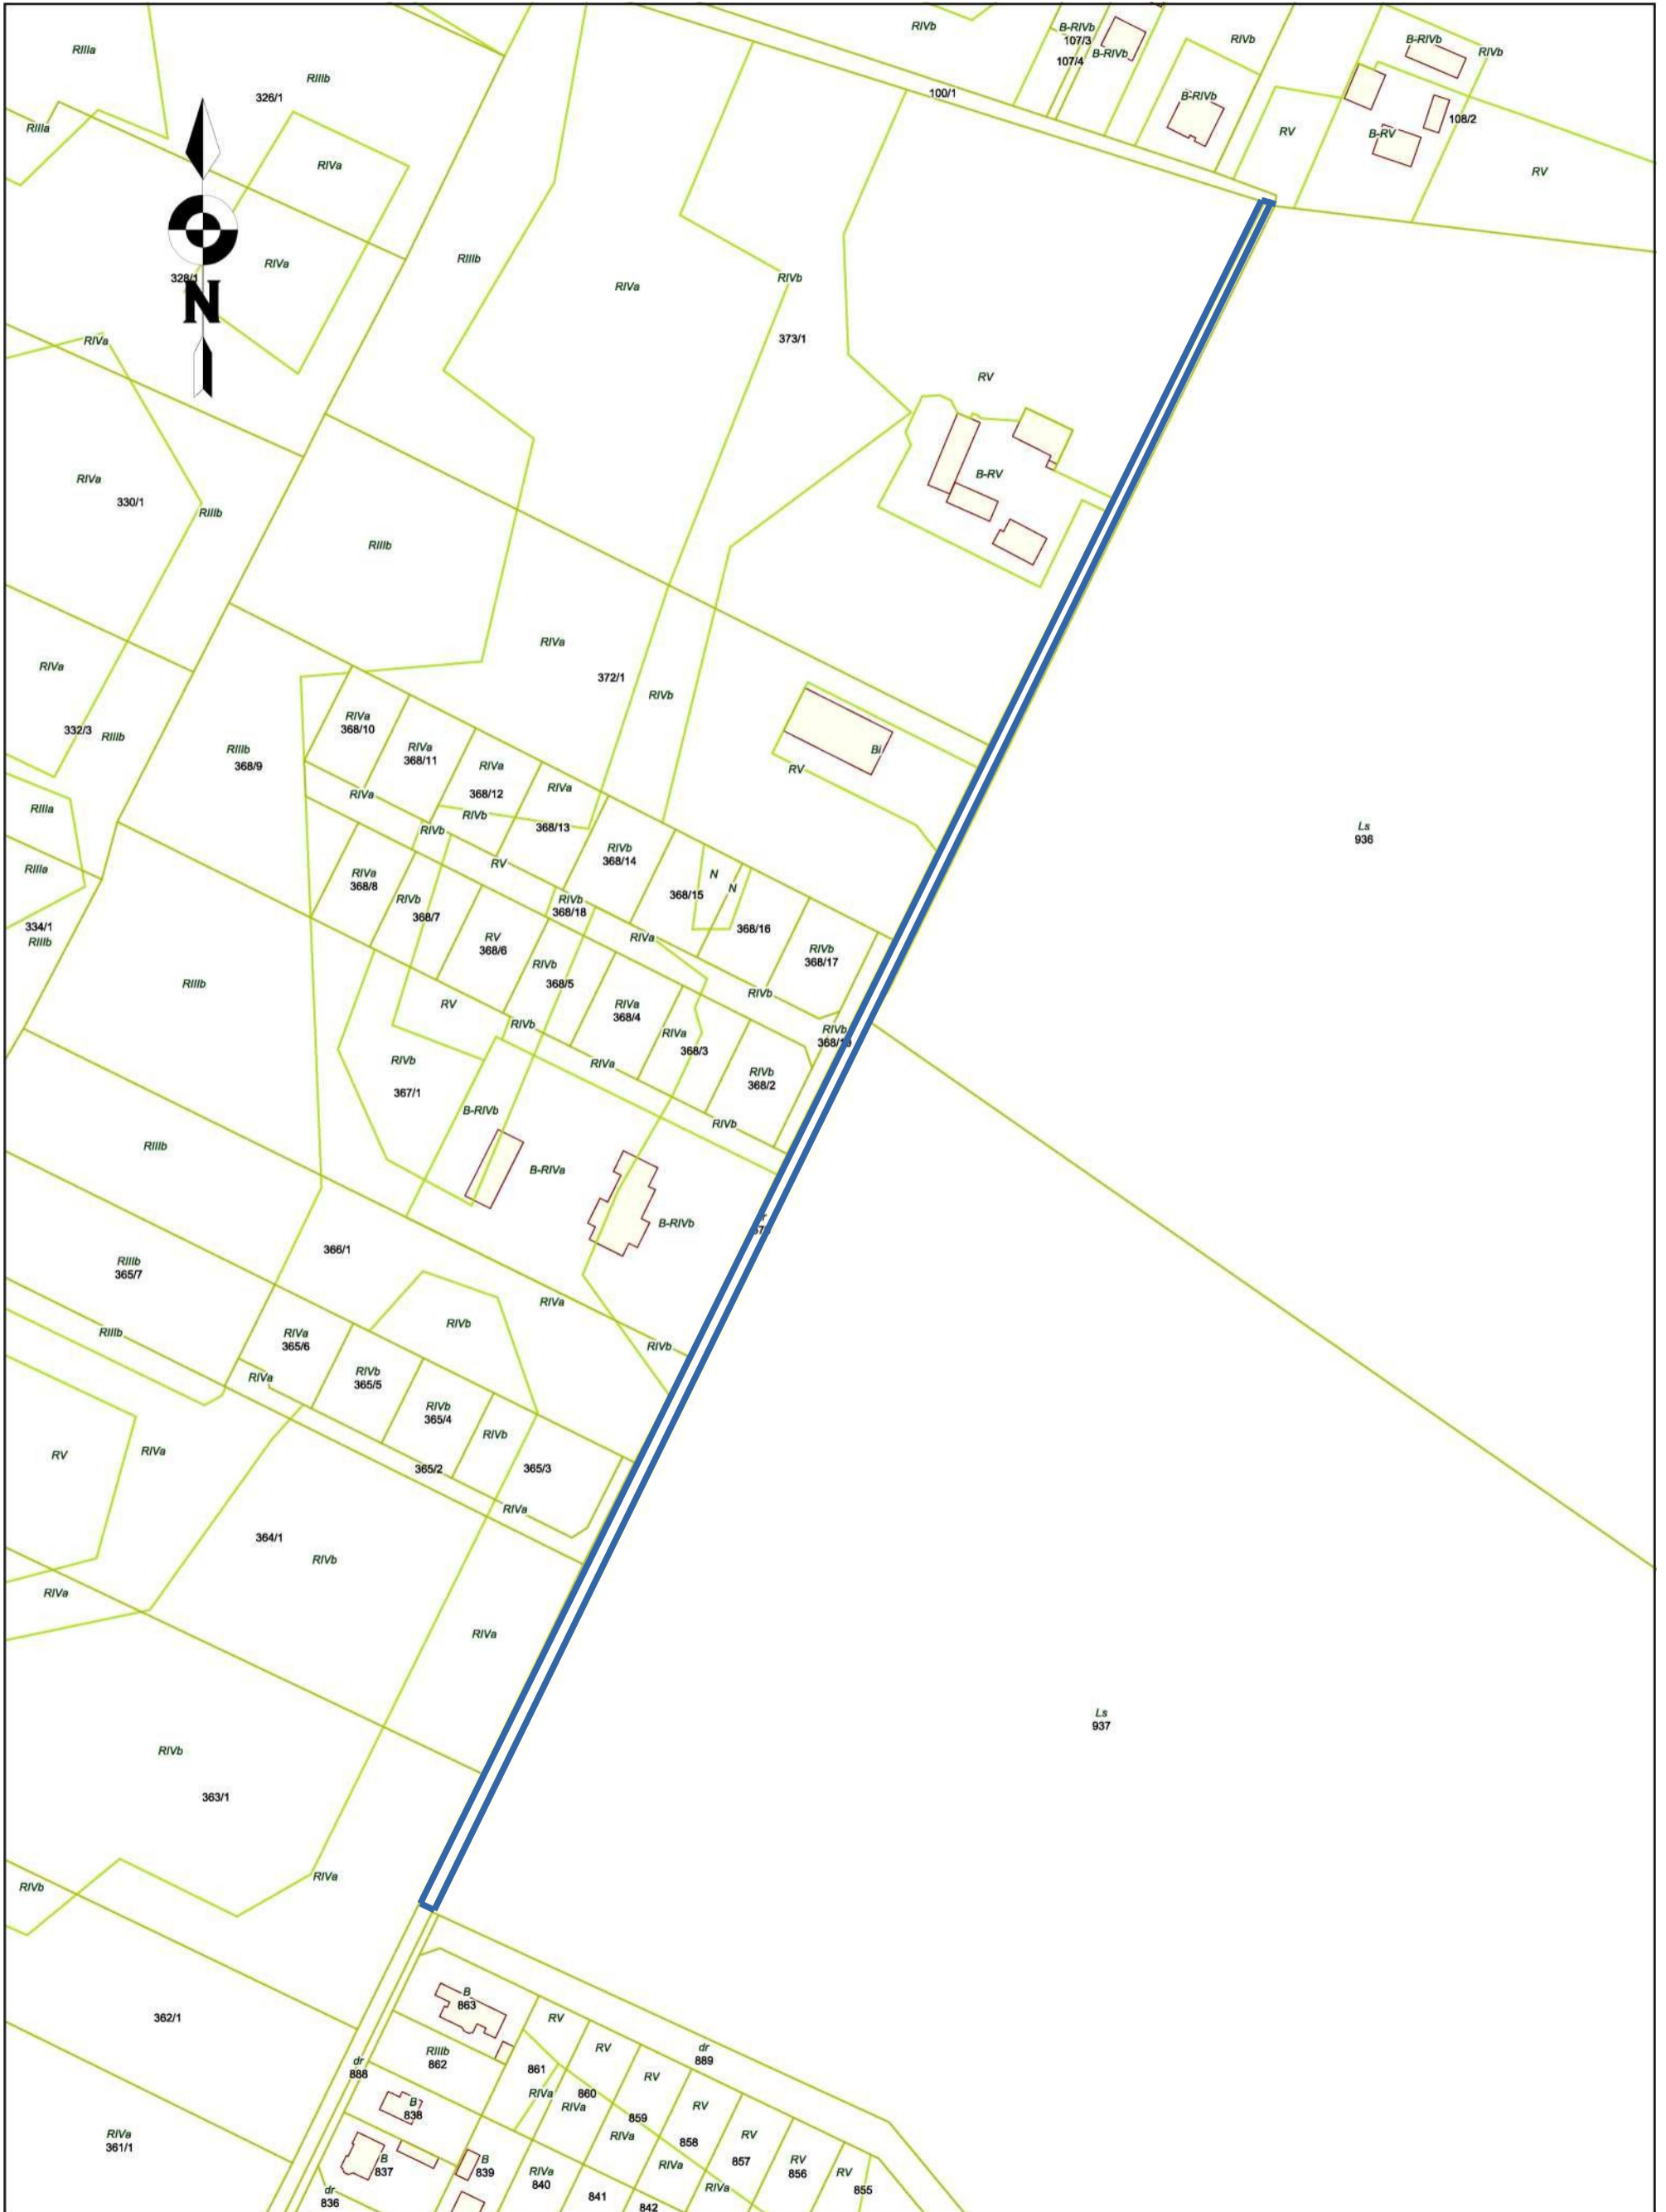 RIVb
B-RIVb
107/3
B-RIVb
107/4
RIVb
B-RIVb
RIVb
RIIIa
RIIIb
326/1
100/1
B-RIVb
108/2
RIIIa
RV
B-RV
RIVa
RV
RIVa
328/1
N
RIIIb
RIVa
RIVb
373/1
RIVa
RV
RIVa
330/1
RIIIb
B-RV
RIIIb
RIVa
RIVa
372/1
RIVb
332/3
RIIIb
RIIIb
368/9
RIVa
368/10
RIVa
368/11
RIVa
368/12
RIVa
RIVa
RIVb
368/13
Bi
RV
RIIIa
RIVb
RV
RIVb
368/14
Ls
936
RIIIa
RIVa
368/8
RIVb
368/7
RIVb
368/18
368/15
N
N
368/16
334/1
RIIIb
RV
368/6
RIVa
RIVb
368/17
RIIIb
RIVb
368/5
RIVb
RV
RIVb
RIVa
368/4
RIVa
368/3
RIVb
RIVb
367/1
RIVa
RIVb
368/2
B-RIVb
RIVb
RIIIb
B-RIVa
B-RIVb
366/1
RIIIb
365/7
RIVa
RIVb
RIVb
RIIIb
RIVa
365/6
RIVa
RIVb
365/5
RIVb
365/4
RIVb
RV
RIVa
365/2
365/3
RIVa
364/1
RIVb
RIVa
RIVa
Ls
937
RIVb
363/1
RIVa
RIVb
B
863
362/1
RV
RIIIb
862
RV
dr
889
dr
888
861
RV
RIVa
860
RIVa
RV
B
838
859
RIVa
858
RV
RIVa
361/1
B
837
B
839
RIVa
840
RIVa
857
RV
856
RV
855
RIVa
dr
836
841
842